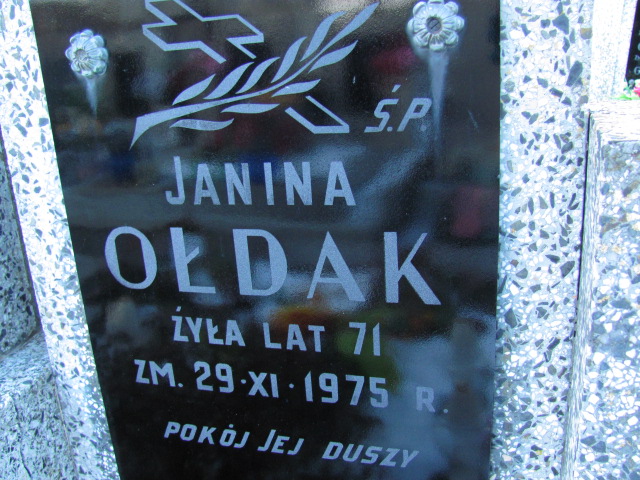 Ś.P.
JANINA
OŁDAK
ŻYŁA LAT 71
ZM. 29·XI·1975 R.
POKÓJ JEJ DUSZY